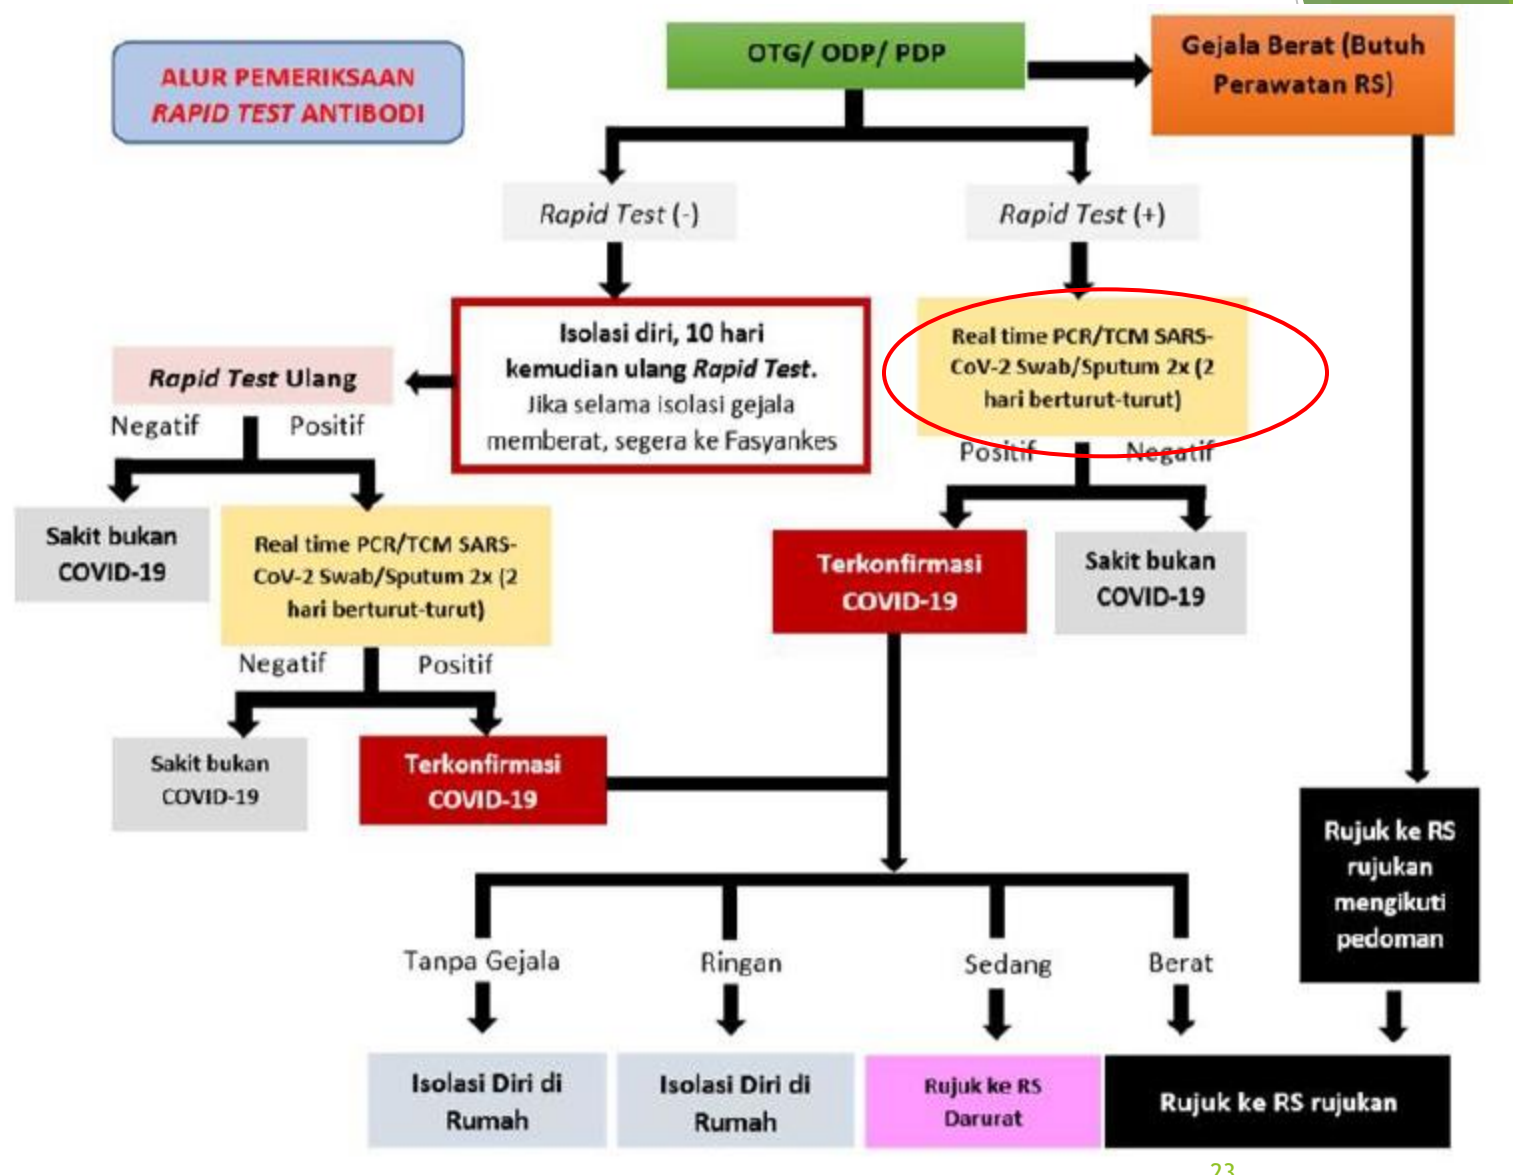 ALUR PEMERIKSAAN
RAPID TEST ANTIBODI
OTG/ ODP/ PDP
Gejala Berat (Butuh
Perawatan RS)
Rapid Test (-)
Rapid Test (+)
Isolasi diri, 10 hari
kemudian ulang Rapid Test.
Jika selama isolasi gejala
memberat, segera ke Fasyankes
Real time PCR/TCM SARS-
CoV-2 Swab/Sputum 2x (2
hari berturut-turut)
Rapid Test Ulang
Negatif
Positif
Positif
Negatif
Sakit bukan
COVID-19
Real time PCR/TCM SARS-
CoV-2 Swab/Sputum 2x (2
hari berturut-turut)
Terkonfirmasi
COVID-19
Sakit bukan
COVID-19
Negatif
Positif
Sakit bukan
COVID-19
Terkonfirmasi
COVID-19
Rujuk ke RS
rujukan
mengikuti
pedoman
Tanpa Gejala
Ringan
Sedang
Berat
Isolasi Diri di
Rumah
Isolasi Diri di
Rumah
Rujuk ke RS
Darurat
Rujuk ke RS rujukan
23